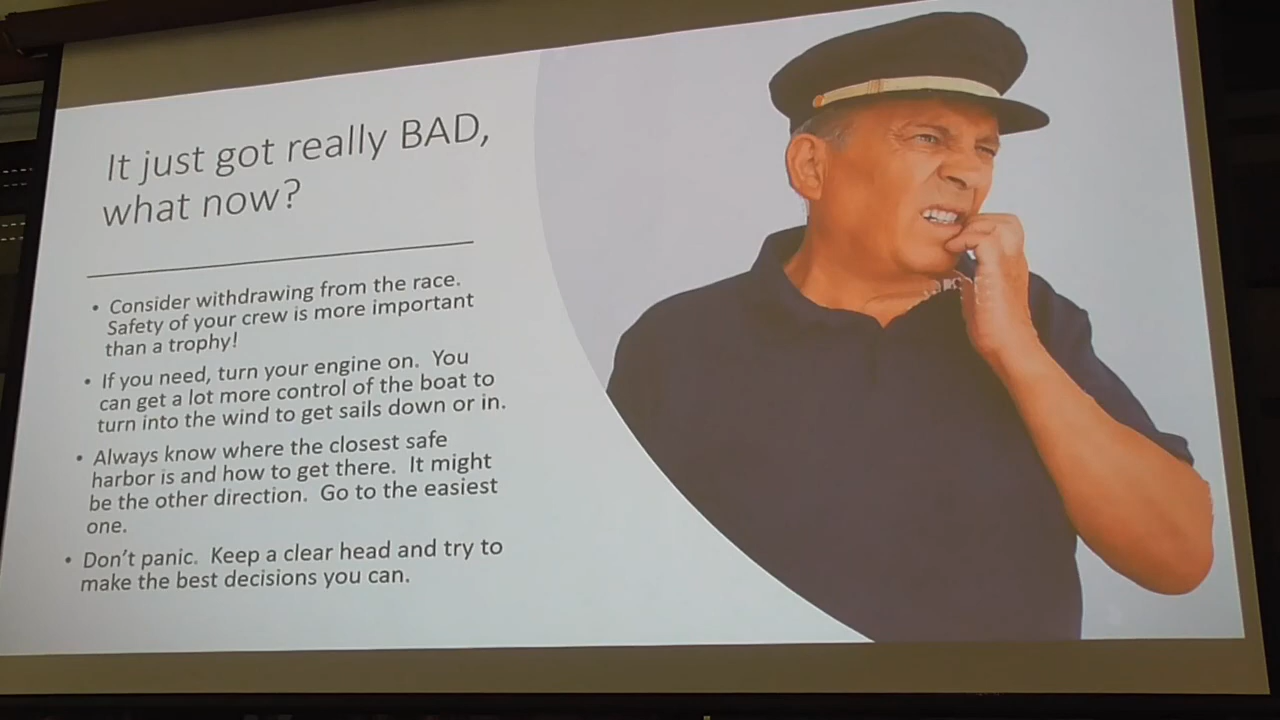 It just got really BAD,
what now?
• Consider withdrawing from the race.
Safety of your crew is more important
than a trophy!
• If you need, turn your engine on.  You
can get a lot more control of the boat to
turn into the wind to get sails down or in.
• Always know where the closest safe
harbor is and how to get there.  It might
be the other direction.  Go to the easiest
one.
• Don't panic.  Keep a clear head and try to
make the best decisions you can.